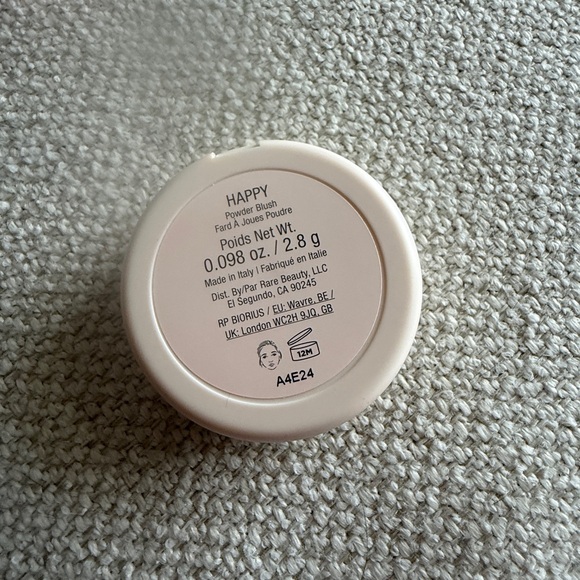 HAPPY
Powder Blush
Fard À Joues Poudre
Poids Net Wt.
0.098 oz. / 2.8 g
Made in Italy | Fabriqué en Italie
Dist. By/Par Rare Beauty, LLC
El Segundo, CA 90245
RP BIORIUS / EU: Wavre, BE /
UK: London WC2H 9JQ, GB
12M
A4E24